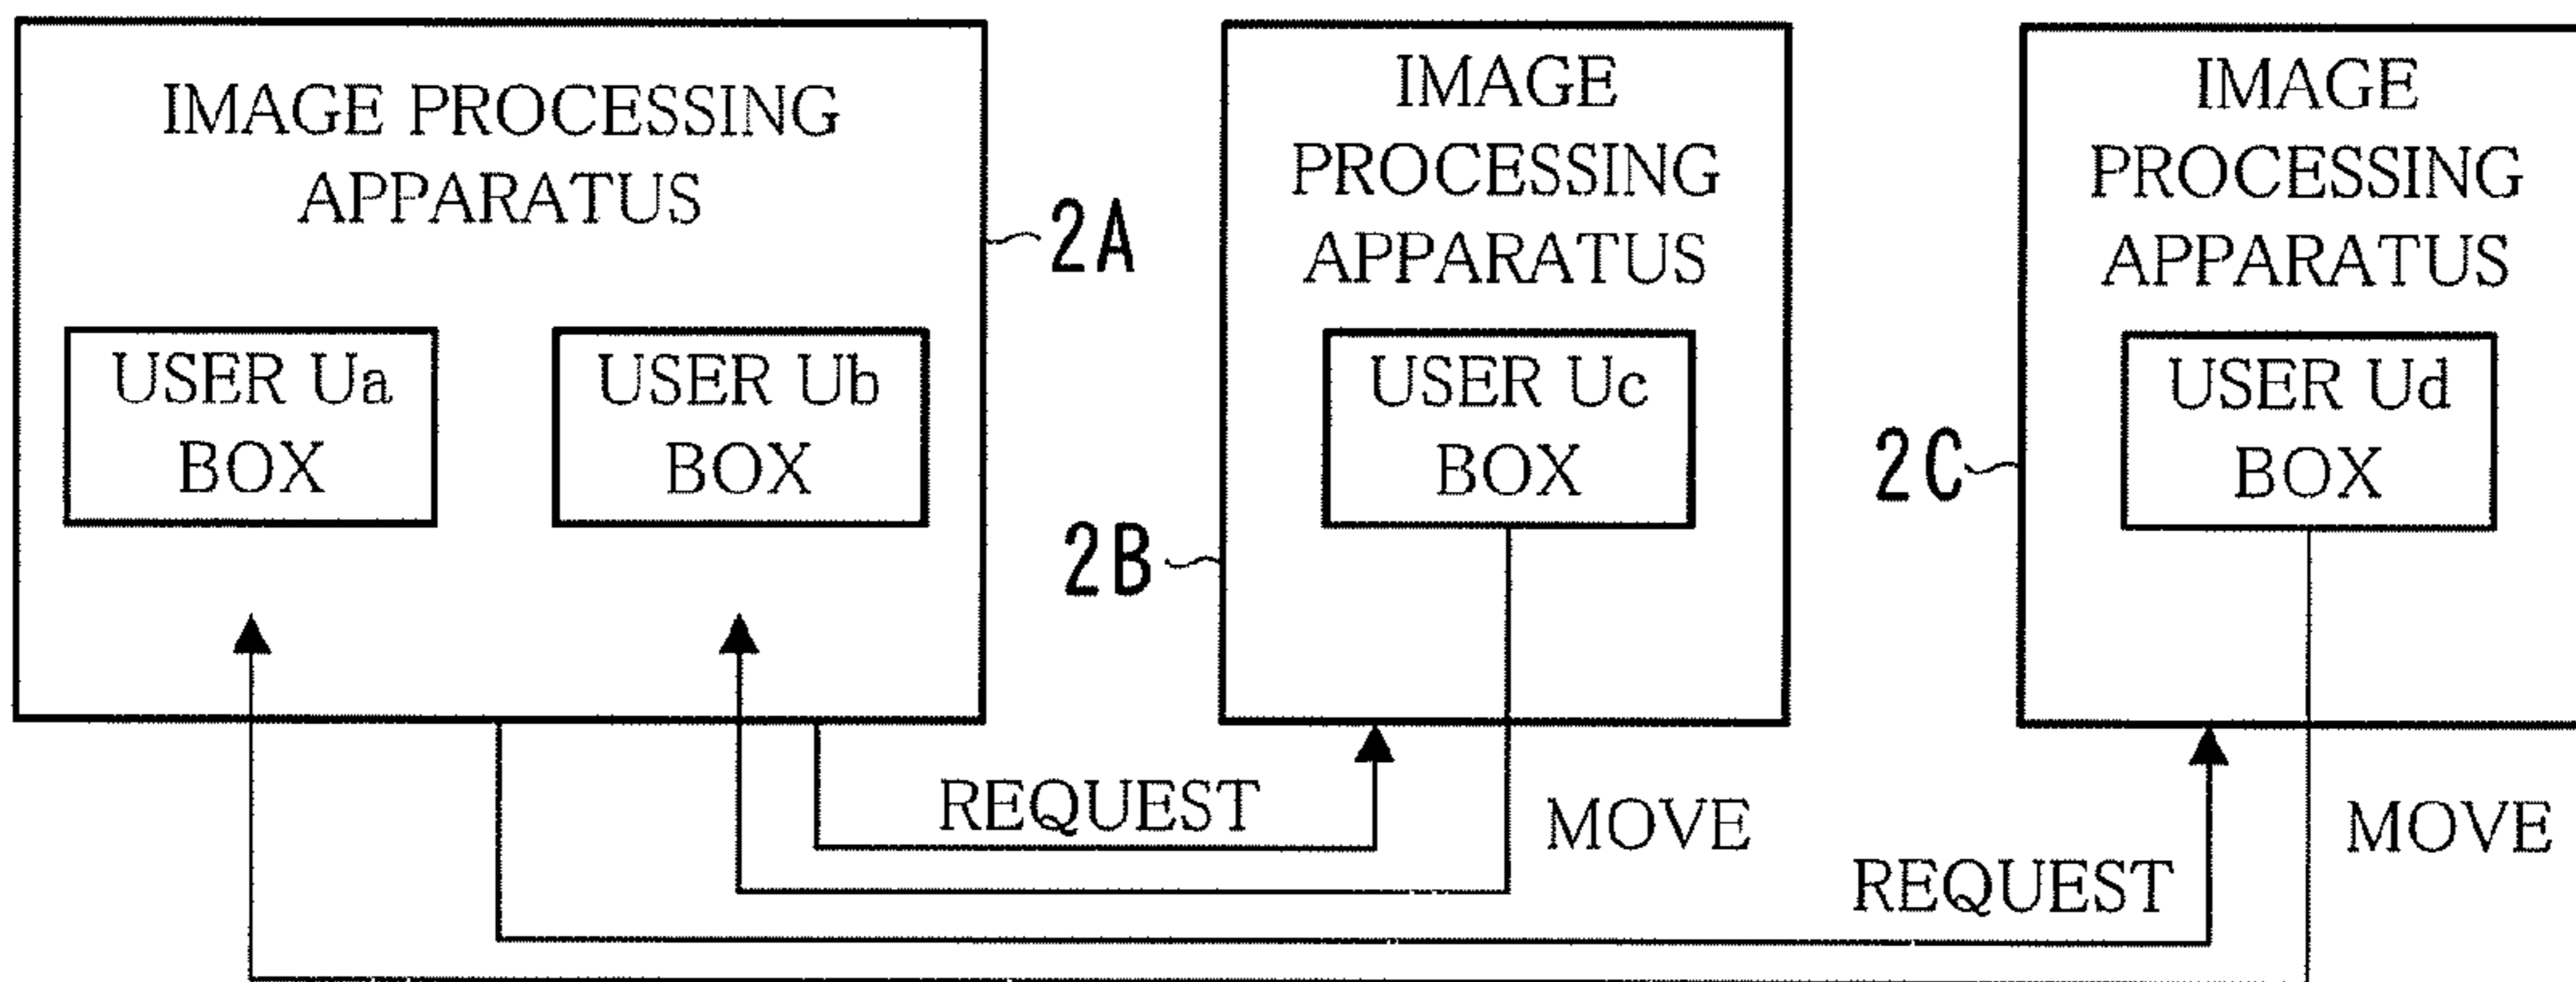 IMAGE PROCESSING
APPARATUS
USER Ua
BOX
USER Ub
BOX
2A
IMAGE
PROCESSING
APPARATUS
USER Uc
BOX
2B
IMAGE
PROCESSING
APPARATUS
USER Ud
BOX
2C
REQUEST
MOVE
REQUEST
MOVE